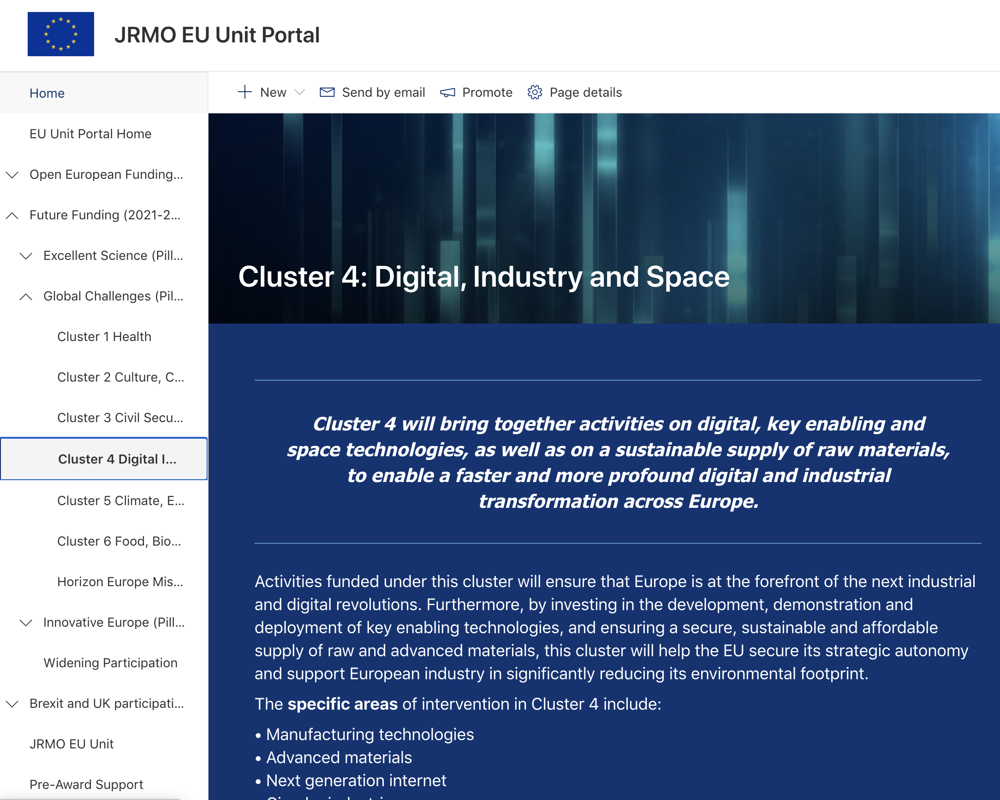 JRMO EU Unit Portal
Home
EU Unit Portal Home
Open European Funding...
Future Funding (2021-2...
Excellent Science (Pill...
Global Challenges (Pil...
Cluster 1 Health
Cluster 2 Culture, C...
Cluster 3 Civil Secu...
Cluster 4 Digital I...
Cluster 5 Climate, E...
Cluster 6 Food, Bio...
Horizon Europe Mis...
Innovative Europe (Pill...
Widening Participation
Brexit and UK participati...
JRMO EU Unit
Pre-Award Support
New
Send by email
Promote
Page details
Cluster 4: Digital, Industry and Space
Cluster 4 will bring together activities on digital, key enabling and
space technologies, as well as on a sustainable supply of raw materials,
to enable a faster and more profound digital and industrial
transformation across Europe.
Activities funded under this cluster will ensure that Europe is at the forefront of the next industrial
and digital revolutions. Furthermore, by investing in the development, demonstration and
deployment of key enabling technologies, and ensuring a secure, sustainable and affordable
supply of raw and advanced materials, this cluster will help the EU secure its strategic autonomy
and support European industry in significantly reducing its environmental footprint.
The specific areas of intervention in Cluster 4 include:
• Manufacturing technologies
• Advanced materials
• Next generation internet